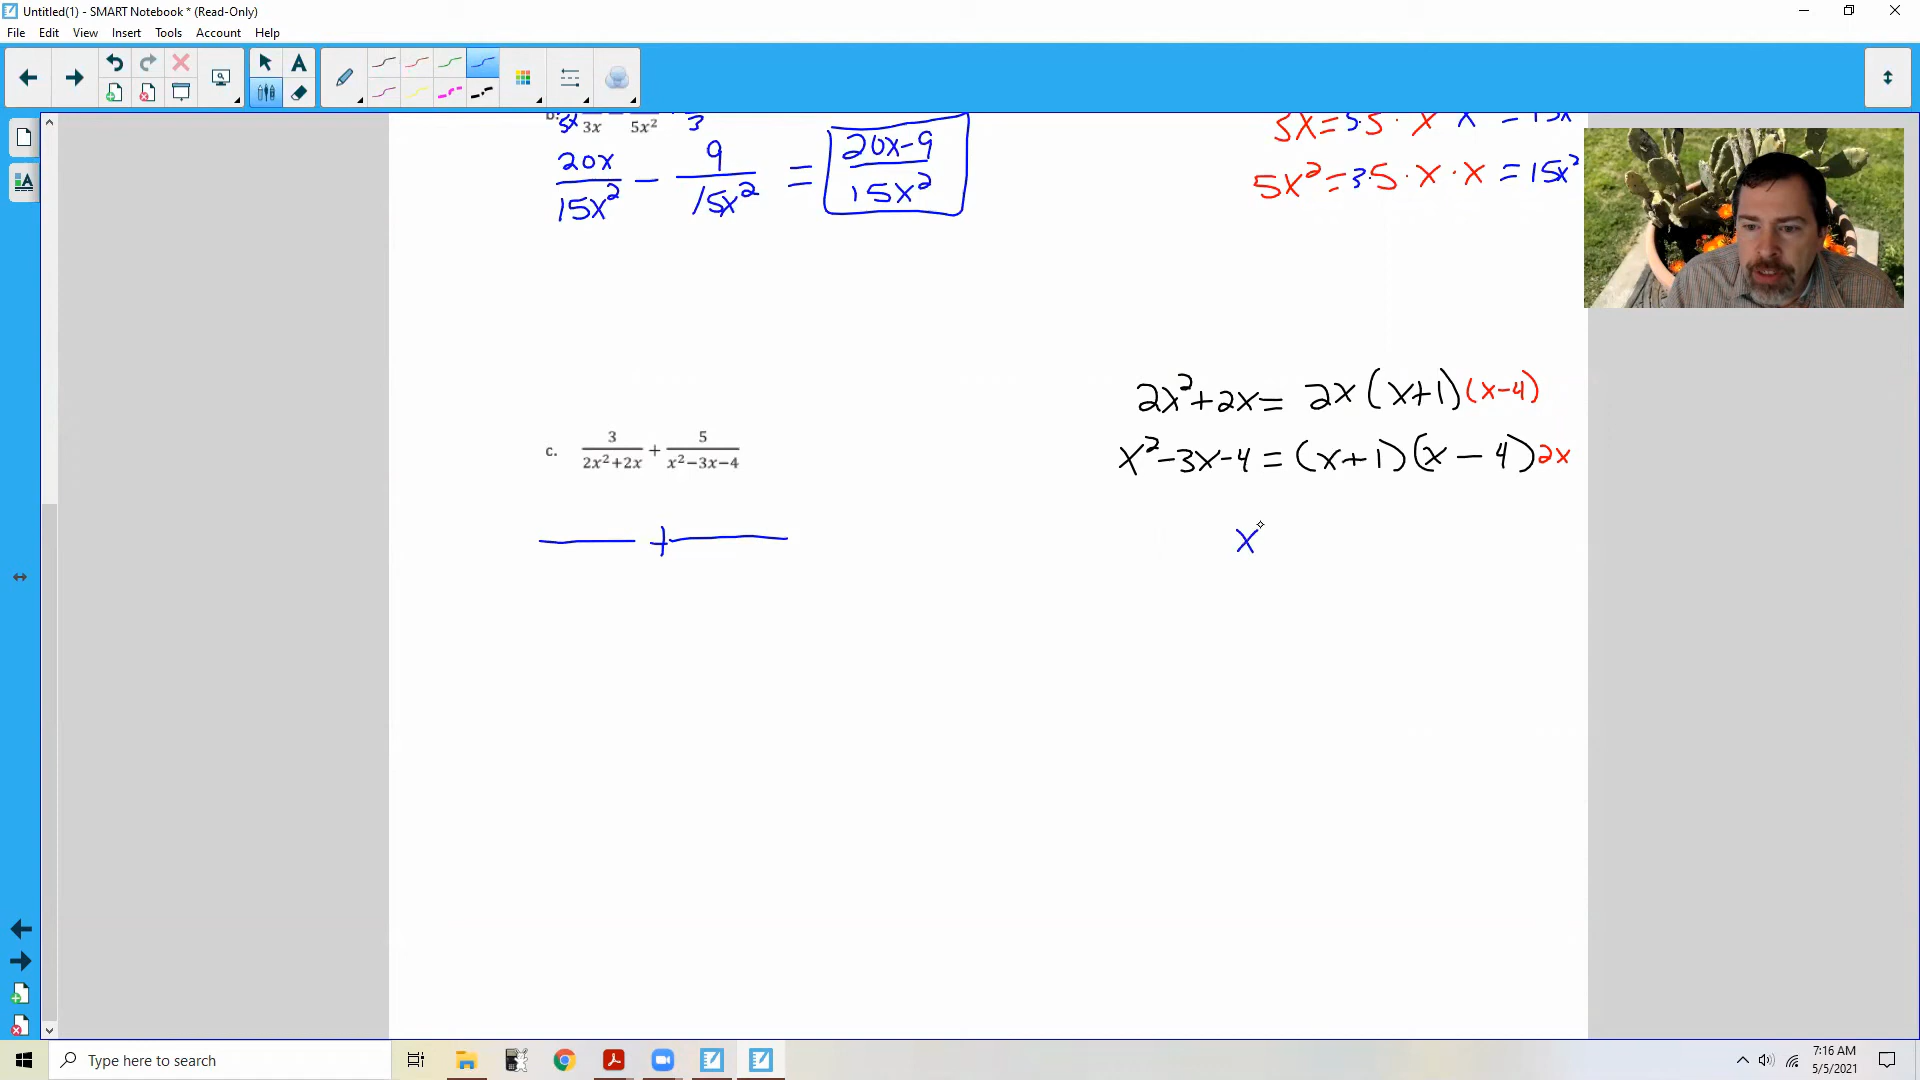 Untitled(1) - SMART Notebook * (Read-Only)
File Edit View Insert Tools Draw Account Help
3x 5x² 3
20x/15x² - 9/15x² = (20x-9)/15x²
5x²=3·5·x·x=15x²
2x²+2x= 2x(x+1)(x-4)
c. 3/(2x²+2x) + 5/(x²−3x−4)
x²-3x-4=(x+1)(x-4)2x
+
x
Type here to search
7:16 AM
5/5/2021